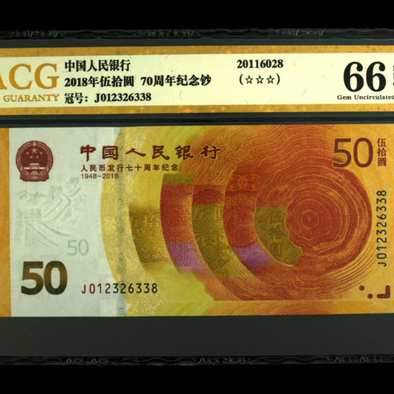 ACG
GUARANTY
中国人民银行
2018年伍拾圆 70周年纪念钞
冠号: J012326338
20116028
(☆☆☆)
66
Gem Uncirculated
中国人民银行
人民币发行七十周年纪念
1948-2018
50
伍拾圆
50
50
J012326338
J012326338